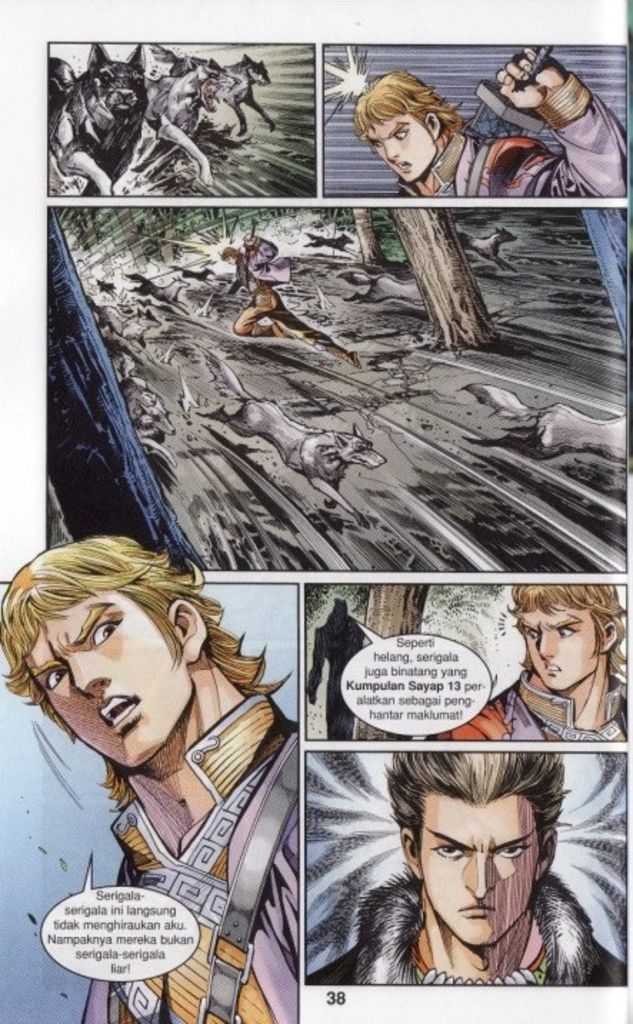 Serigala-
serigala ini langsung
tidak menghiraukan aku.
Nampaknya mereka bukan
serigala-serigala
liar!
Seperti
helang, serigala
juga binatang yang
Kumpulan Sayap 13 per-
alatkan sebagai peng-
hantar maklumat!
38